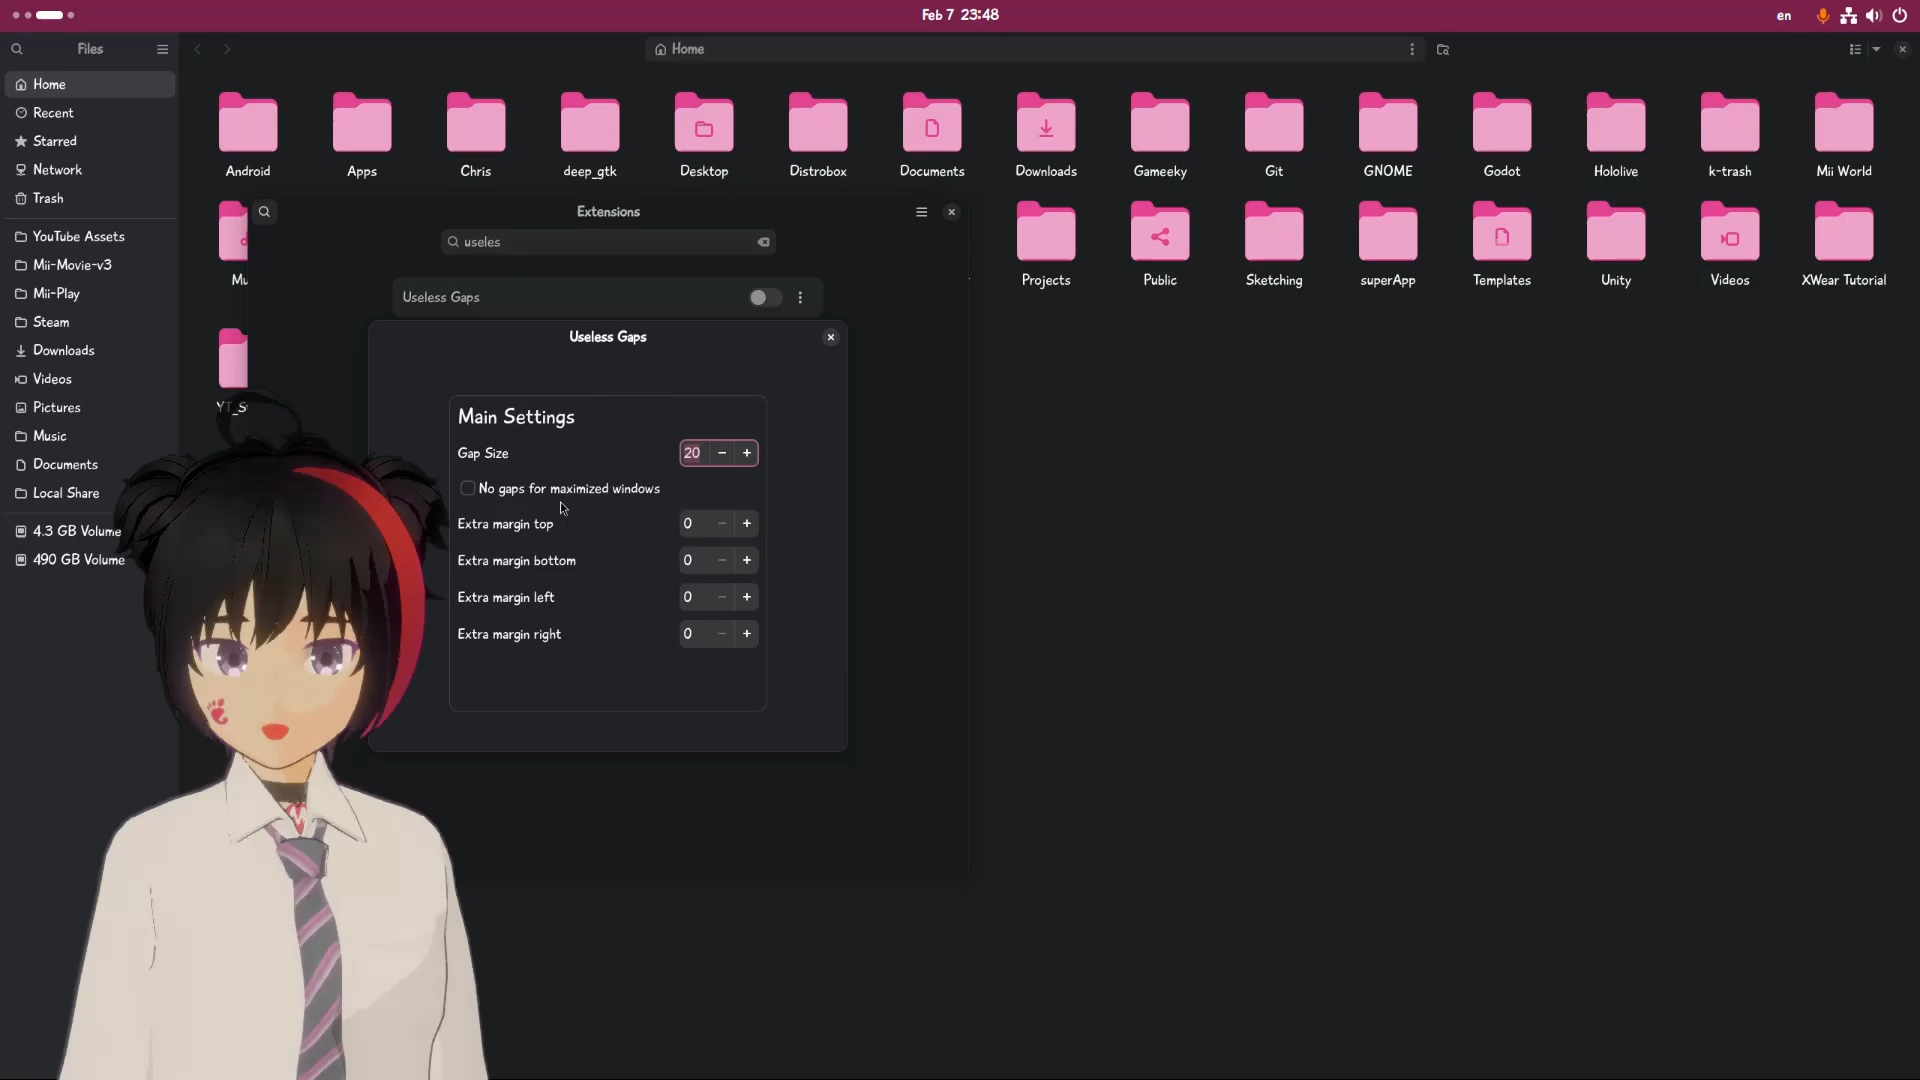 Feb 7 23:48
en
Files
Home
Home
Recent
Starred
Network
Trash
YouTube Assets
Mii-Movie-v3
Mii-Play
Steam
Downloads
Videos
Pictures
Music
Documents
Local Share
4.3 GB Volume
490 GB Volume
Android
Apps
Chris
deep_gtk
Desktop
Distrobox
Documents
Downloads
Gameeky
Git
GNOME
Godot
Hololive
k-trash
Mii World
Mu
Projects
Public
Sketching
superApp
Templates
Unity
Videos
XWear Tutorial
YT_S
Extensions
useles
Useless Gaps
Useless Gaps
Main Settings
Gap Size 20
No gaps for maximized windows
Extra margin top 0
Extra margin bottom 0
Extra margin left 0
Extra margin right 0